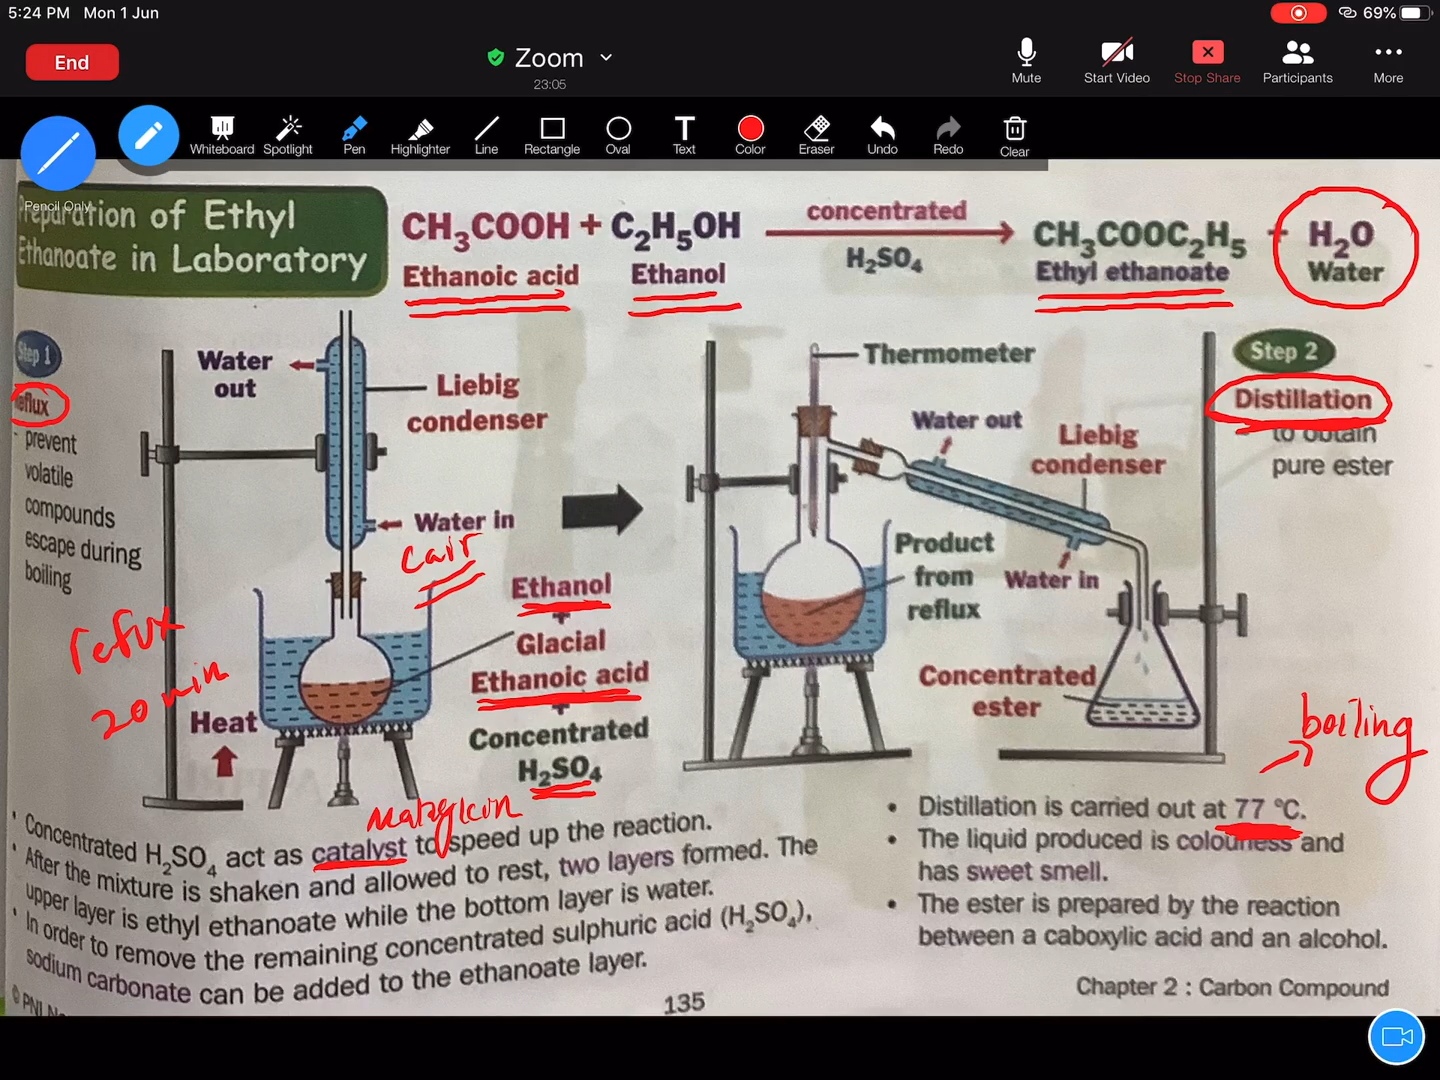 5:24 PM Mon 1 Jun
69%
End
Zoom
23:05
Mute
Start Video
Stop Share
Participants
More
Whiteboard
Spotlight
Pen
Highlighter
Line
Rectangle
Oval
Text
Color
Eraser
Undo
Redo
Clear
Pencil Only
Preparation of Ethyl
Ethanoate in Laboratory
CH₃COOH + C₂H₅OH
concentrated
H₂SO₄
CH₃COOC₂H₅ + H₂O
Ethanoic acid
Ethanol
Ethyl ethanoate
Water
Step 1
Reflux
- prevent
volatile
compounds
escape during
boiling
Water
out
Liebig
condenser
Water in
Ethanol
+
Glacial
Ethanoic acid
+
Concentrated
H₂SO₄
Heat
20 min
Thermometer
Water out
Liebig
condenser
Product
from
reflux
Water in
Concentrated
ester
Step 2
Distillation
- to obtain
pure ester
boiling
• Concentrated H₂SO₄ act as catalyst to speed up the reaction.
• After the mixture is shaken and allowed to rest, two layers formed. The
upper layer is ethyl ethanoate while the bottom layer is water.
• In order to remove the remaining concentrated sulphuric acid (H₂SO₄),
sodium carbonate can be added to the ethanoate layer.
• Distillation is carried out at 77 °C.
• The liquid produced is colourless and
has sweet smell.
• The ester is prepared by the reaction
between a caboxylic acid and an alcohol.
135
Chapter 2 : Carbon Compound